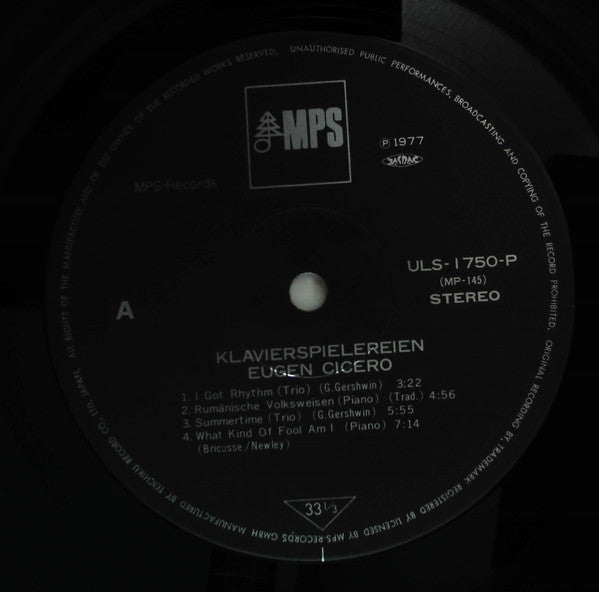 MPS
℗ 1977
JASRAC
MPS-Records
ULS-1750-P
(MP-145)
STEREO
A
KLAVIERSPIELEREIEN
EUGEN CICERO
1. I Got Rhythm (Trio) (G.Gershwin) 3:22
2. Rumänische Volksweisen (Piano) (Trad.) 4:56
3. Summertime (Trio) (G.Gershwin) 5:55
4. What Kind Of Fool Am I (Piano) 7:14
(Bricusse/Newley)
33 1/3
MANUFACTURED BY TEICHIKU RECORD CO., LTD. JAPAN. ALL RIGHTS OF THE MANUFACTURE AND OF THE OWNER OF THE RECORDED WORKS RESERVED. UNAUTHORISED PUBLIC PERFORMANCES, BROADCASTING AND COPYING OF THE RECORD PROHIBITED. ORIGINAL RECORDING BY, TRADEMARK REGISTERED BY, LICENSED BY MPS-RECORDS GMBH